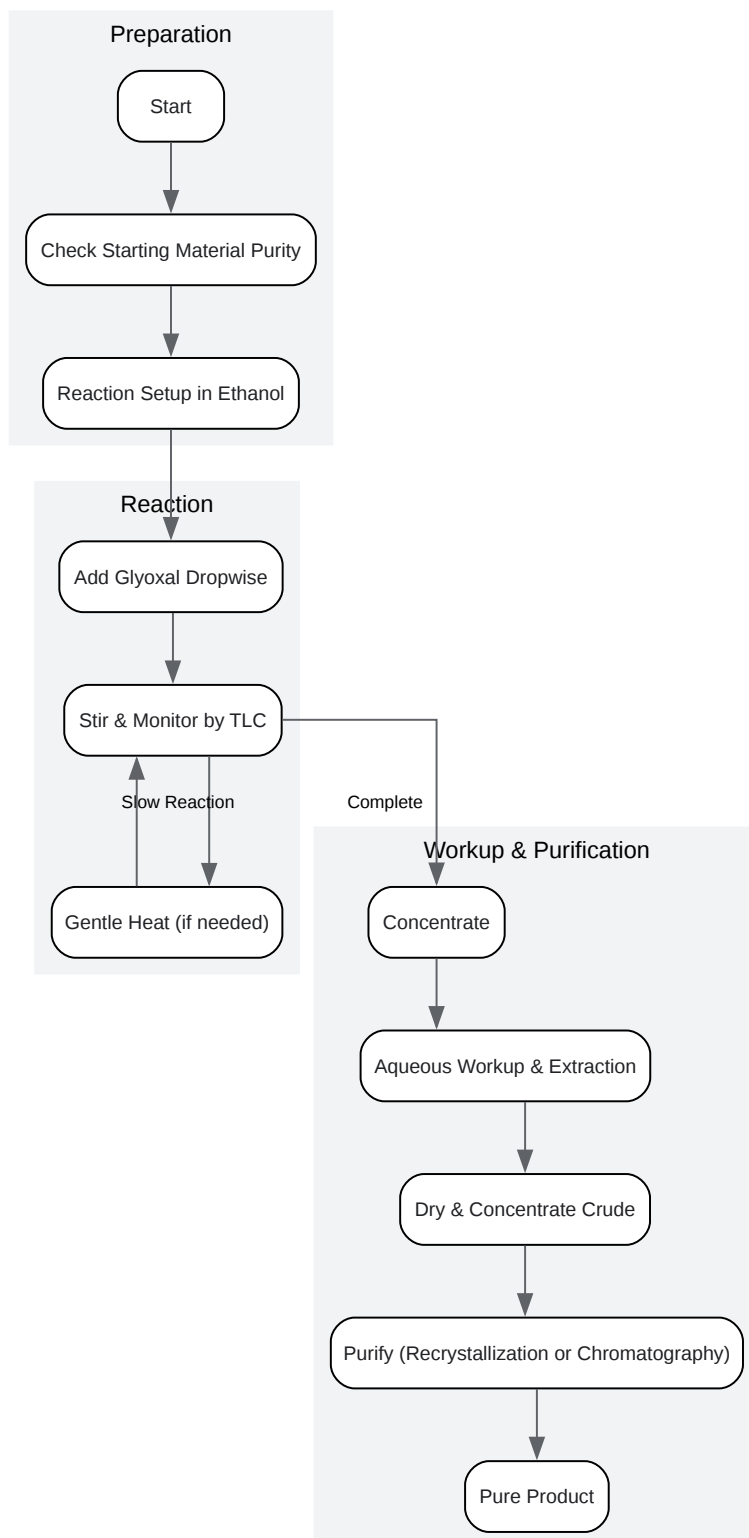 Preparation
Start
Check Starting Material Purity
Reaction Setup in Ethanol
Reaction
Add Glyoxal Dropwise
Stir & Monitor by TLC
Slow Reaction
Complete
Gentle Heat (if needed)
Workup & Purification
Concentrate
Aqueous Workup & Extraction
Dry & Concentrate Crude
Purify (Recrystallization or Chromatography)
Pure Product